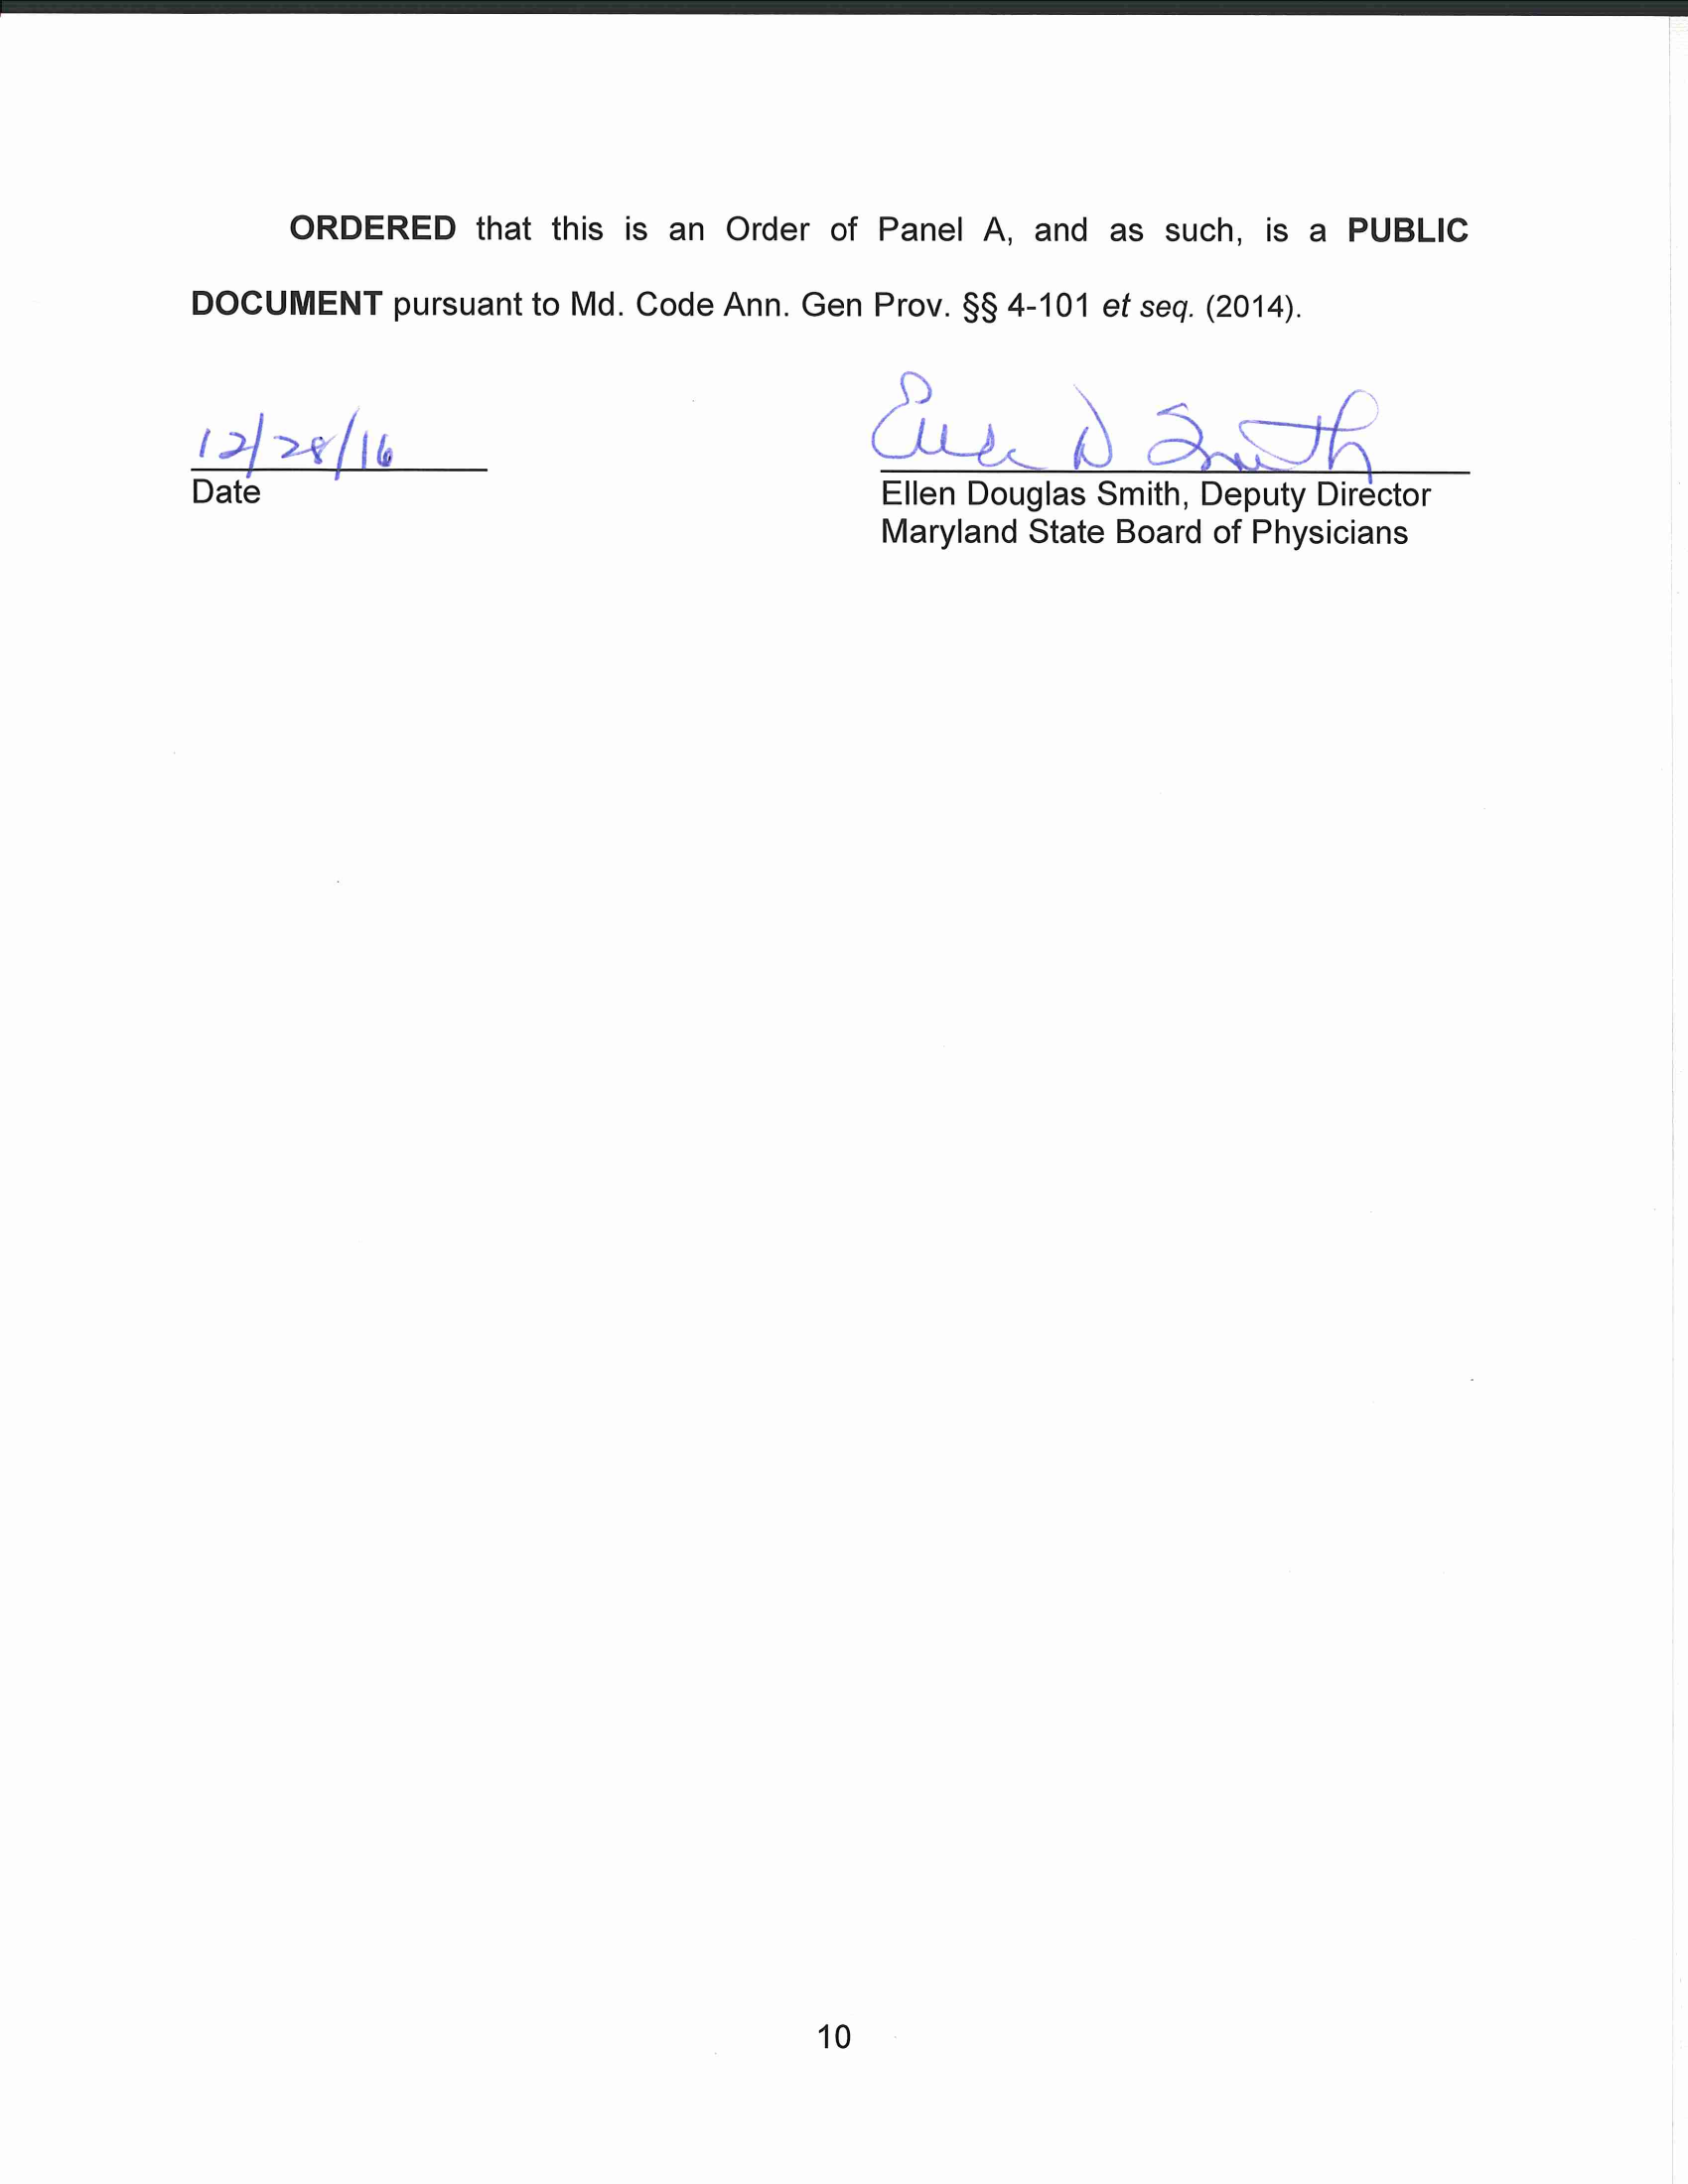 ORDERED that this is an Order of Panel A, and as such, is a PUBLIC
DOCUMENT pursuant to Md. Code Ann. Gen Prov. §§ 4-101 et seq. (2014).
12/28/16
Ellen D Smith
Date
Ellen Douglas Smith, Deputy Director
Maryland State Board of Physicians
10